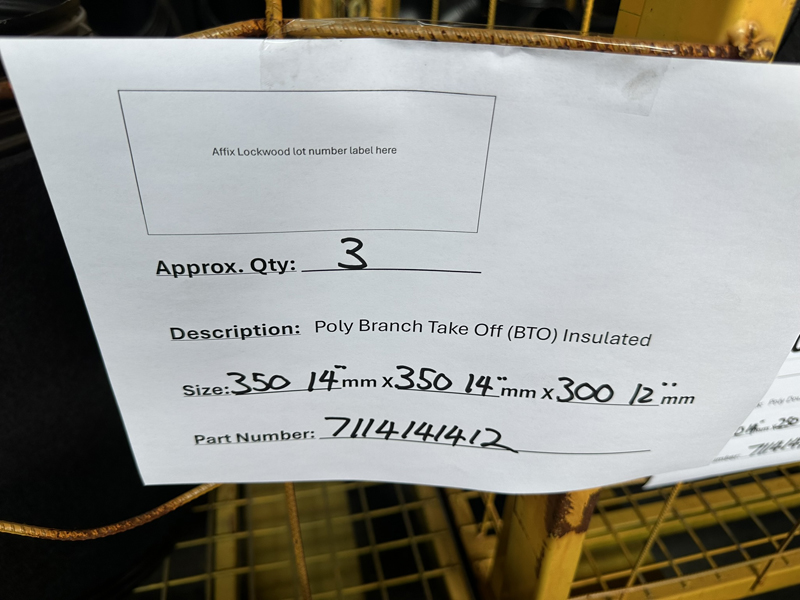 Affix Lockwood lot number label here
Approx. Qty: 3
Description: Poly Branch Take Off (BTO) Insulated
Size: 350 14"mm x 350 14"mm x 300 12"mm
Part Number: 7114141412